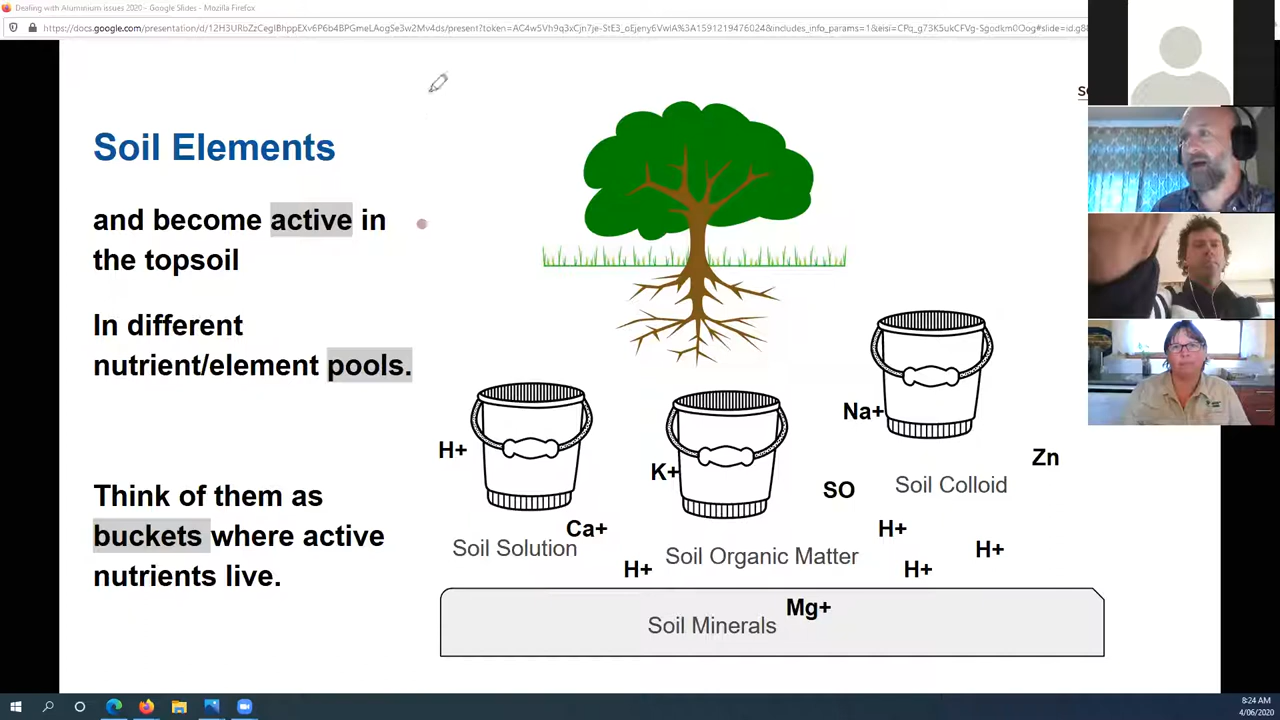 Dealing with Aluminium issues 2020 - Google Slides - Mozilla Firefox
Soil Elements
and become active in
the topsoil
In different
nutrient/element pools.
Think of them as
buckets where active
nutrients live.
Na+
H+
K+
Zn
SO
Soil Colloid
Ca+
H+
Soil Solution
Soil Organic Matter
H+
H+
H+
Mg+
Soil Minerals
8:24 AM
4/06/2020